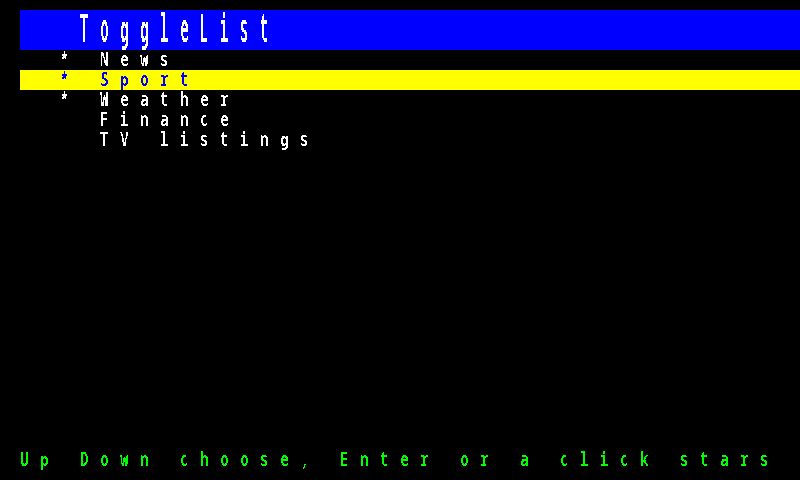 ToggleList
* News
* Sport
* Weather
Finance
TV listings
Up Down choose, Enter or a click stars